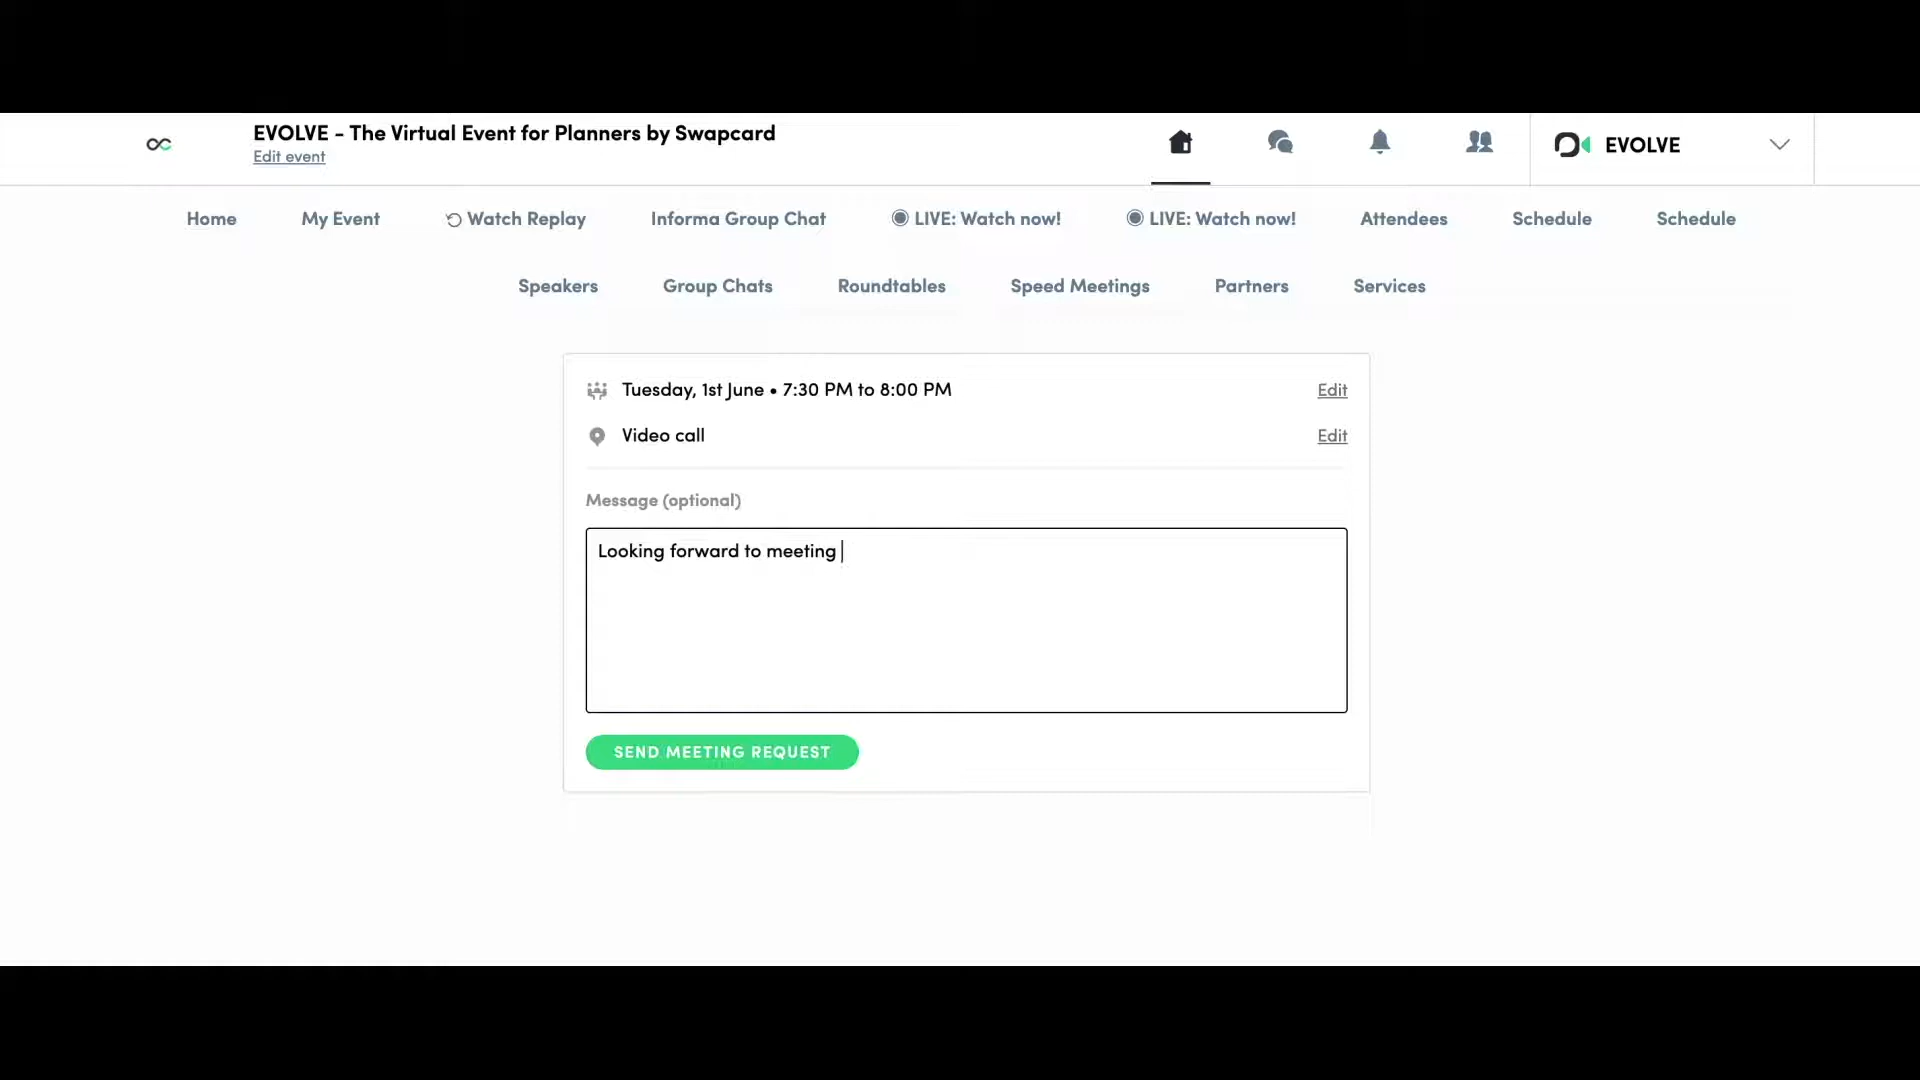 EVOLVE - The Virtual Event for Planners by Swapcard
Edit event
EVOLVE
Home My Event Watch Replay Informa Group Chat LIVE: Watch now! LIVE: Watch now! Attendees Schedule Schedule
Speakers Group Chats Roundtables Speed Meetings Partners Services
Tuesday, 1st June • 7:30 PM to 8:00 PM Edit
Video call Edit
Message (optional)
Looking forward to meeting
SEND MEETING REQUEST